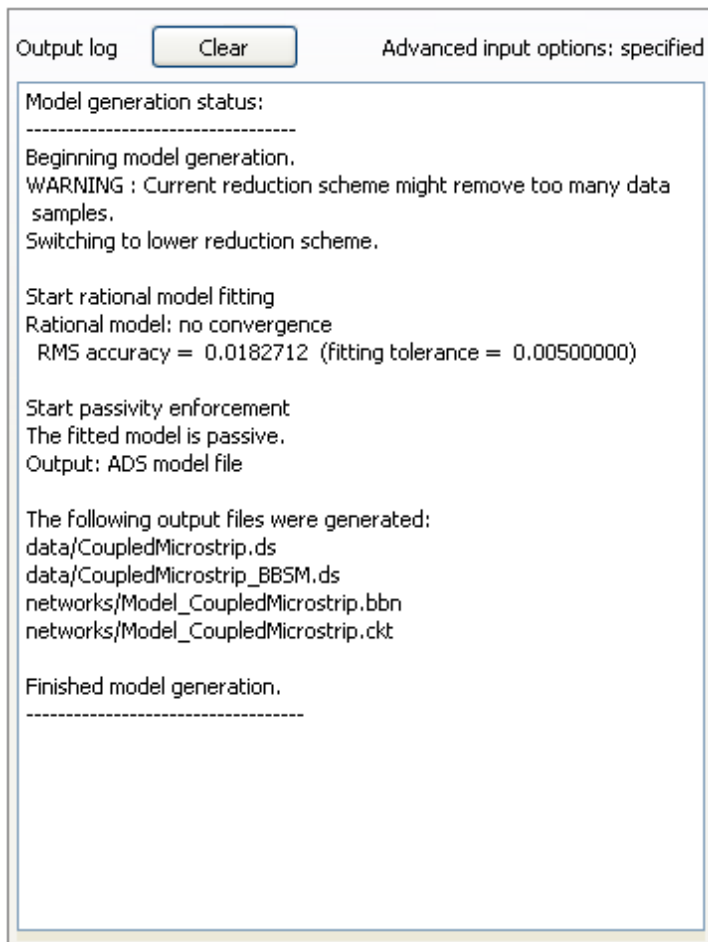 Output log Clear Advanced input options: specified
Model generation status:
----------------------------------
Beginning model generation.
WARNING : Current reduction scheme might remove too many data
samples.
Switching to lower reduction scheme.
Start rational model fitting
Rational model: no convergence
RMS accuracy = 0.0182712 (fitting tolerance = 0.00500000)
Start passivity enforcement
The fitted model is passive.
Output: ADS model file
The following output files were generated:
data/CoupledMicrostrip.ds
data/CoupledMicrostrip_BBSM.ds
networks/Model_CoupledMicrostrip.bbn
networks/Model_CoupledMicrostrip.ckt
Finished model generation.
-----------------------------------